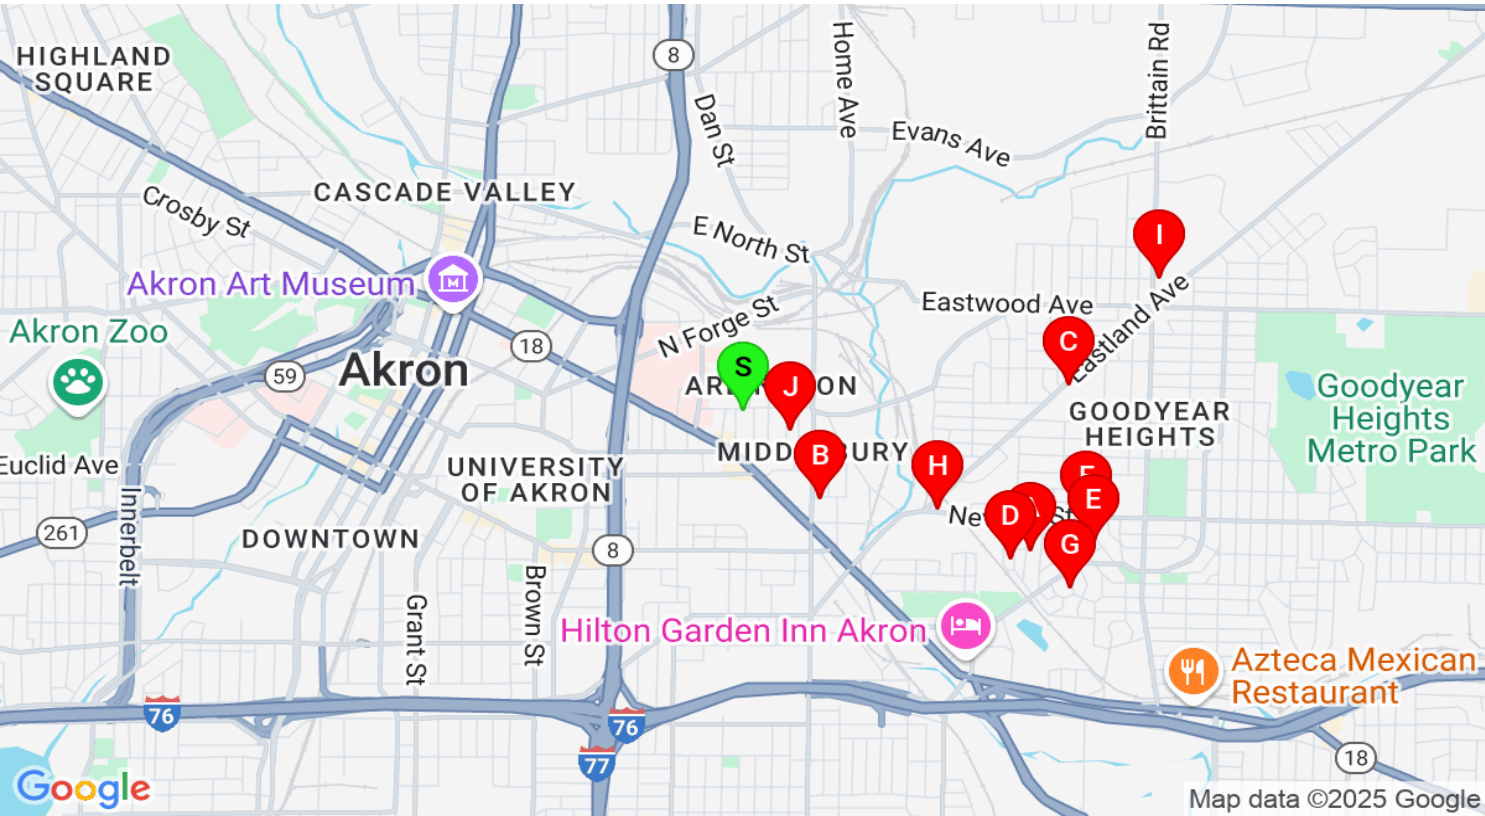 HIGHLAND
SQUARE
8
Home Ave
Brittain Rd
Dan St
Evans Ave
Crosby St
CASCADE VALLEY
E North St
I
Akron Art Museum
Eastwood Ave
Eastland Ave
N Forge St
Akron Zoo
18
C
59
Akron
S
J
Goodyear
Heights
Metro Park
GOODYEAR
HEIGHTS
B
H
Euclid Ave
UNIVERSITY
OF AKRON
Innerbelt
E
D
G
261
DOWNTOWN
8
Brown St
Grant St
Hilton Garden Inn Akron
Azteca Mexican
Restaurant
76
76
77
18
Google
Map data ©2025 Google